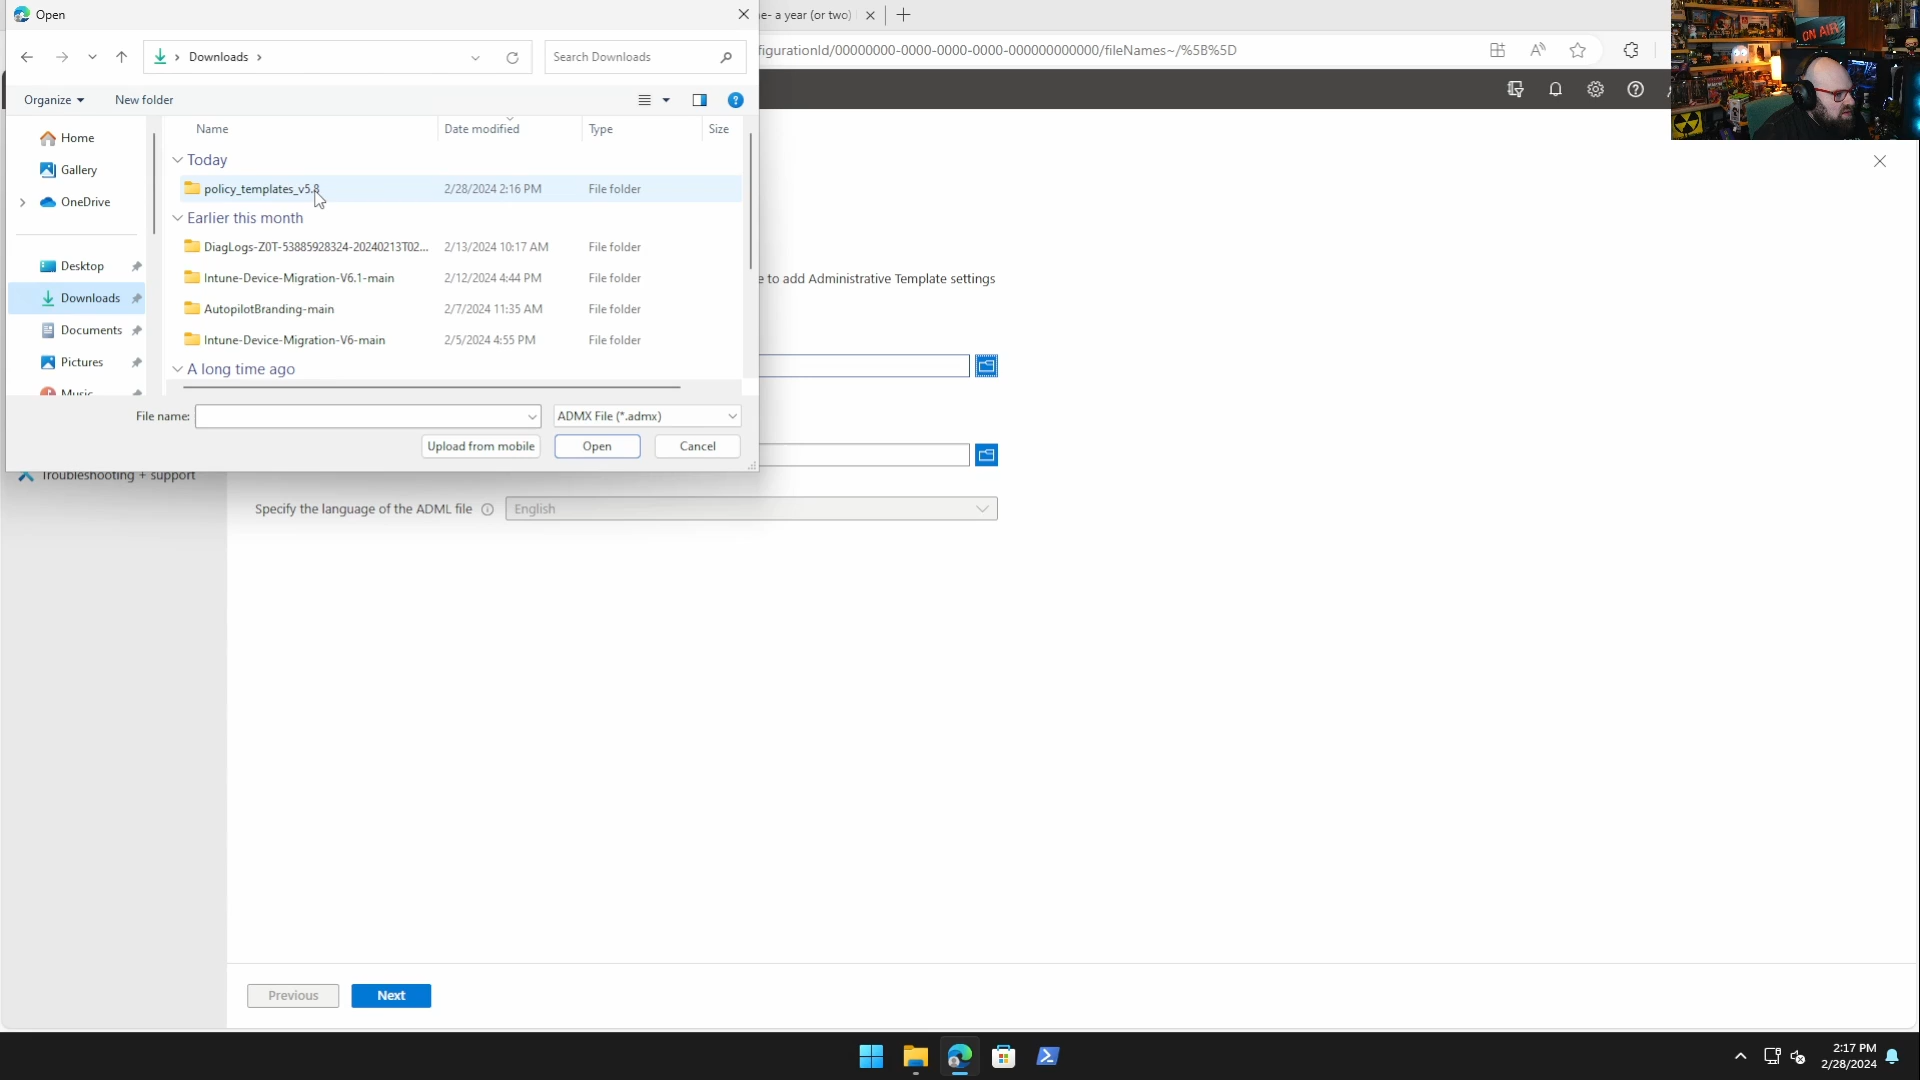 Open
e- a year (or two)
figurationId/00000000-0000-0000-0000-000000000000/fileNames~/%5B%5D
ON AIR
Downloads
Search Downloads
Organize
New folder
Home
Gallery
OneDrive
Desktop
Downloads
Documents
Pictures
Music
Name
Date modified
Type
Size
Today
policy_templates_v5.8
2/28/2024 2:16 PM
File folder
Earlier this month
DiagLogs-Z0T-53885928324-20240213T02...
2/13/2024 10:17 AM
File folder
Intune-Device-Migration-V6.1-main
2/12/2024 4:44 PM
File folder
AutopilotBranding-main
2/7/2024 11:35 AM
File folder
Intune-Device-Migration-V6-main
2/5/2024 4:55 PM
File folder
A long time ago
File name:
ADMX File (*.admx)
Upload from mobile
Open
Cancel
e to add Administrative Template settings
Troubleshooting + support
Specify the language of the ADML file
English
Previous
Next
2:17 PM
2/28/2024